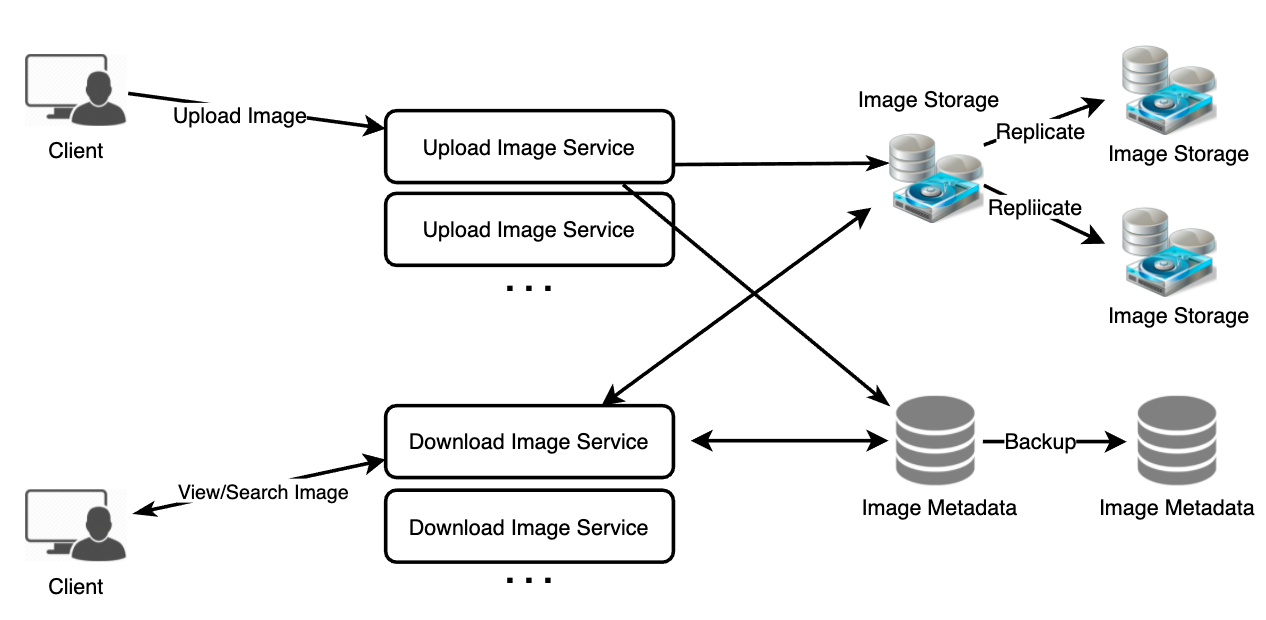 Image Storage
Upload Image
Client
Upload Image Service
Replicate
Image Storage
Upload Image Service
Repliicate
. . .
Image Storage
Download Image Service
Backup
View/Search Image
Image Metadata
Image Metadata
Download Image Service
Client
. . .